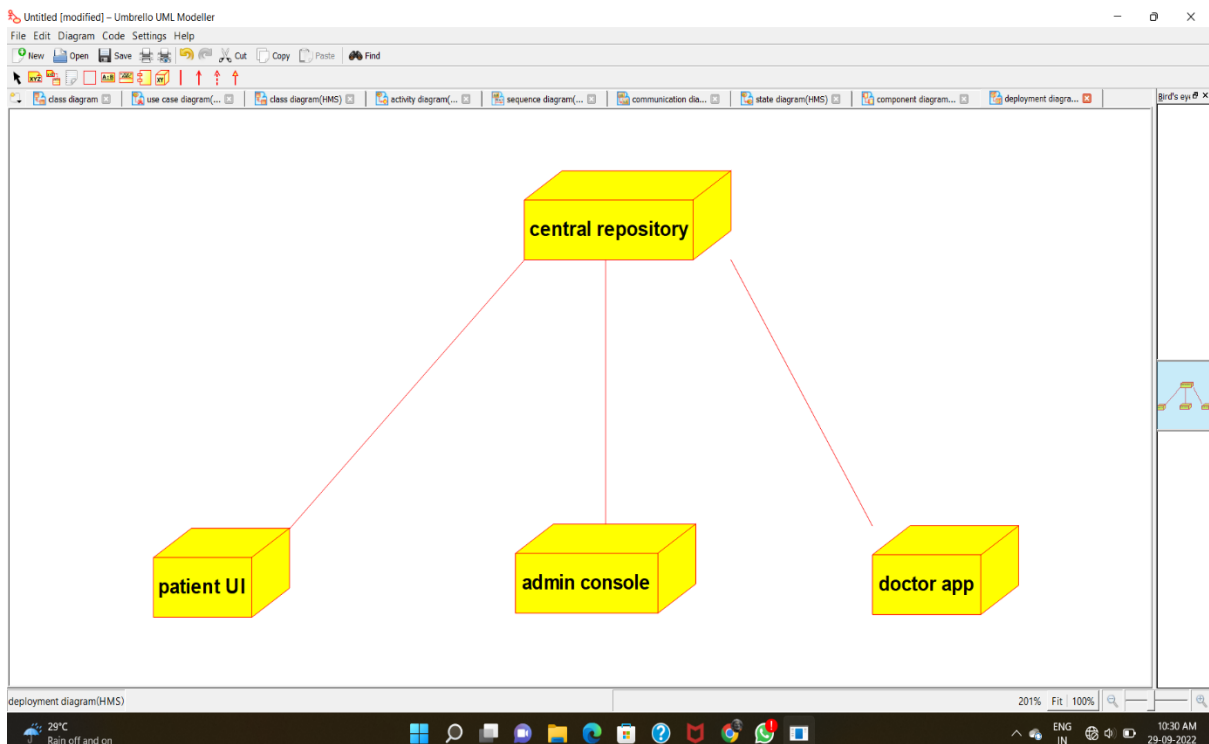 Untitled [modified] – Umbrello UML Modeller
File Edit Diagram Code Settings Help
New Open Save Cut Copy Paste Find
XYZ A:B ABC XY
class diagram use case diagram(... class diagram(HMS) activity diagram(... sequence diagram(... communication dia... state diagram(HMS) component diagram... deployment diagra... Bird's eye
central repository
patient UI
admin console
doctor app
deployment diagram(HMS) 201% Fit 100%
29°C ENG 10:30 AM
Rain off and on IN 29-09-2022